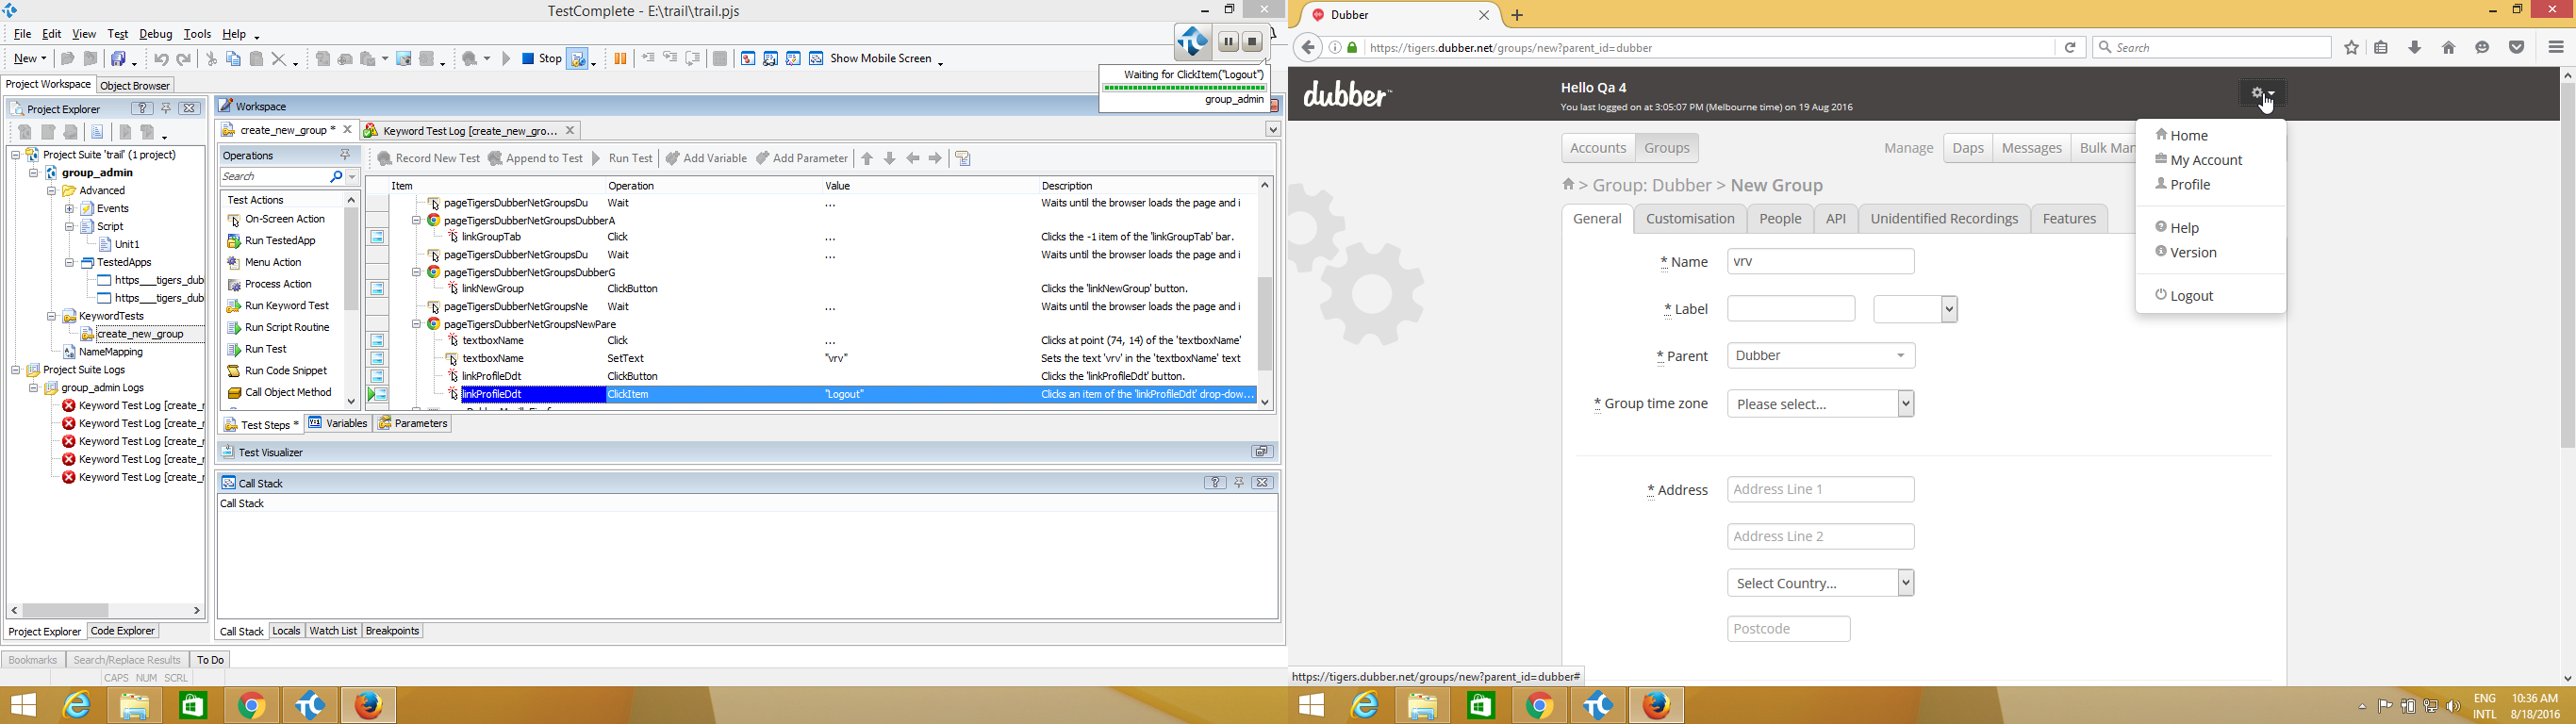 TestComplete - E:\trail\trail.pjs
File Edit View Test Debug Tools Help
New
Stop
Show Mobile Screen
Waiting for ClickItem("Logout")
group_admin
Project Workspace Object Browser
Project Explorer
Project Suite 'trail' (1 project)
group_admin
Advanced
Events
Script
Unit1
TestedApps
https___tigers_dub
https___tigers_dub
KeywordTests
create_new_group
NameMapping
Project Suite Logs
group_admin Logs
Keyword Test Log [create_r
Keyword Test Log [create_r
Keyword Test Log [create_r
Keyword Test Log [create_r
Keyword Test Log [create_r
Project Explorer Code Explorer
Workspace
create_new_group * Keyword Test Log [create_new_gro...
Operations
Search
Test Actions
On-Screen Action
Run TestedApp
Menu Action
Process Action
Run Keyword Test
Run Script Routine
Run Test
Run Code Snippet
Call Object Method
Record New Test Append to Test Run Test Add Variable Add Parameter
Item Operation Value Description
pageTigersDubberNetGroupsDu Wait ... Waits until the browser loads the page and i
pageTigersDubberNetGroupsDubberA
linkGroupTab Click ... Clicks the -1 item of the 'linkGroupTab' bar.
pageTigersDubberNetGroupsDu Wait ... Waits until the browser loads the page and i
pageTigersDubberNetGroupsDubberG
linkNewGroup ClickButton Clicks the 'linkNewGroup' button.
pageTigersDubberNetGroupsNe Wait ... Waits until the browser loads the page and i
pageTigersDubberNetGroupsNewPare
textboxName Click ... Clicks at point (74, 14) of the 'textboxName'
textboxName SetText "vrv" Sets the text 'vrv' in the 'textboxName' text
linkProfileDdt ClickButton Clicks the 'linkProfileDdt' button.
linkProfileDdt ClickItem "Logout" Clicks an item of the 'linkProfileDdt' drop-dow...
Test Steps * Variables Parameters
Test Visualizer
Call Stack
Call Stack
Call Stack Locals Watch List Breakpoints
Bookmarks Search/Replace Results To Do
CAPS NUM SCRL
Dubber
https://tigers.dubber.net/groups/new?parent_id=dubber
Search
dubber™
Hello Qa 4
You last logged on at 3:05:07 PM (Melbourne time) on 19 Aug 2016
Home
My Account
Profile
Help
Version
Logout
Accounts Groups
Manage Daps Messages Bulk Man
> Group: Dubber > New Group
General Customisation People API Unidentified Recordings Features
* Name vrv
* Label
* Parent Dubber
* Group time zone Please select...
* Address Address Line 1
Address Line 2
Select Country...
Postcode
https://tigers.dubber.net/groups/new?parent_id=dubber#
ENG 10:36 AM
INTL 8/18/2016